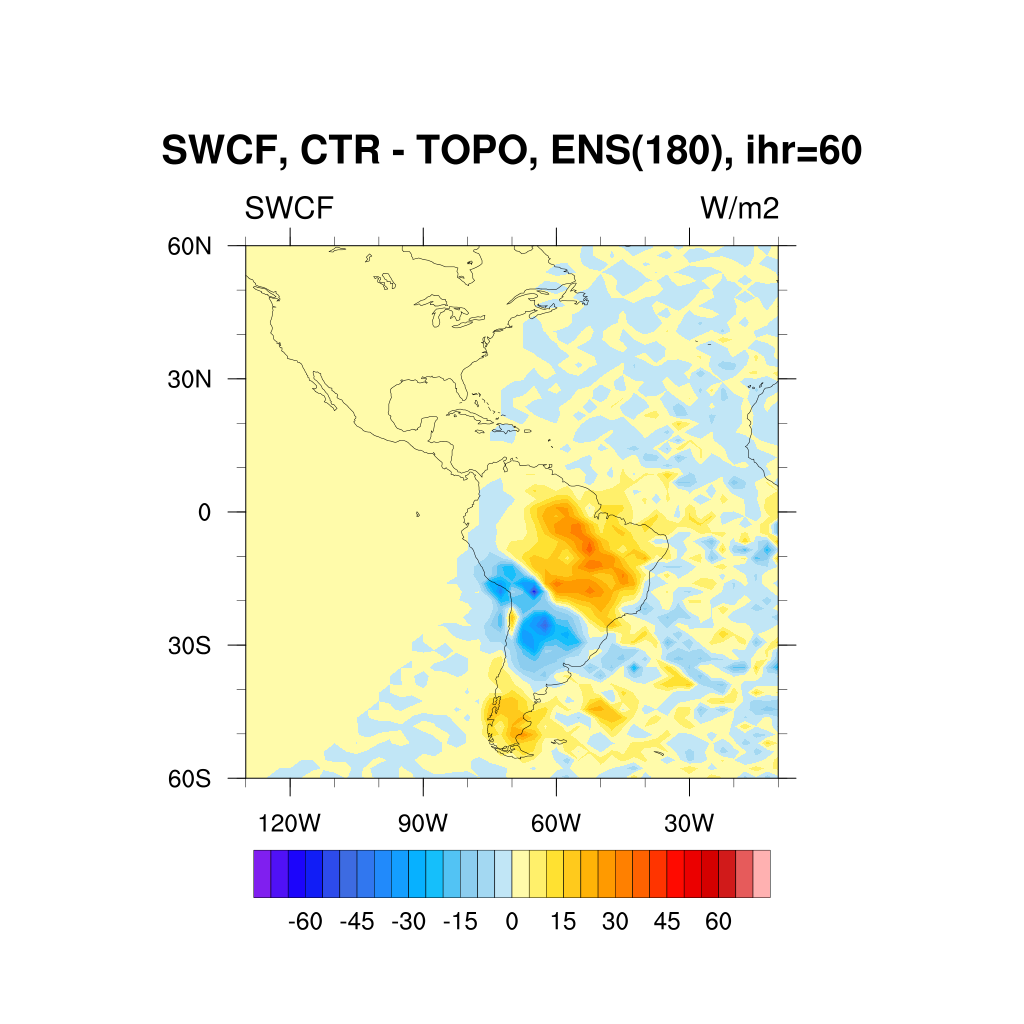 SWCF, CTR - TOPO, ENS(180), ihr=60
SWCF W/m2
60N
30N
0
30S
60S
120W 90W 60W 30W
-60 -45 -30 -15 0 15 30 45 60